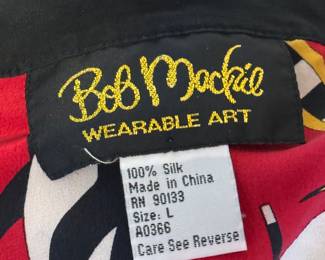 Bob Mackie
WEARABLE ART
100% Silk
Made in China
RN 90133
Size: L
A0366
Care See Reverse